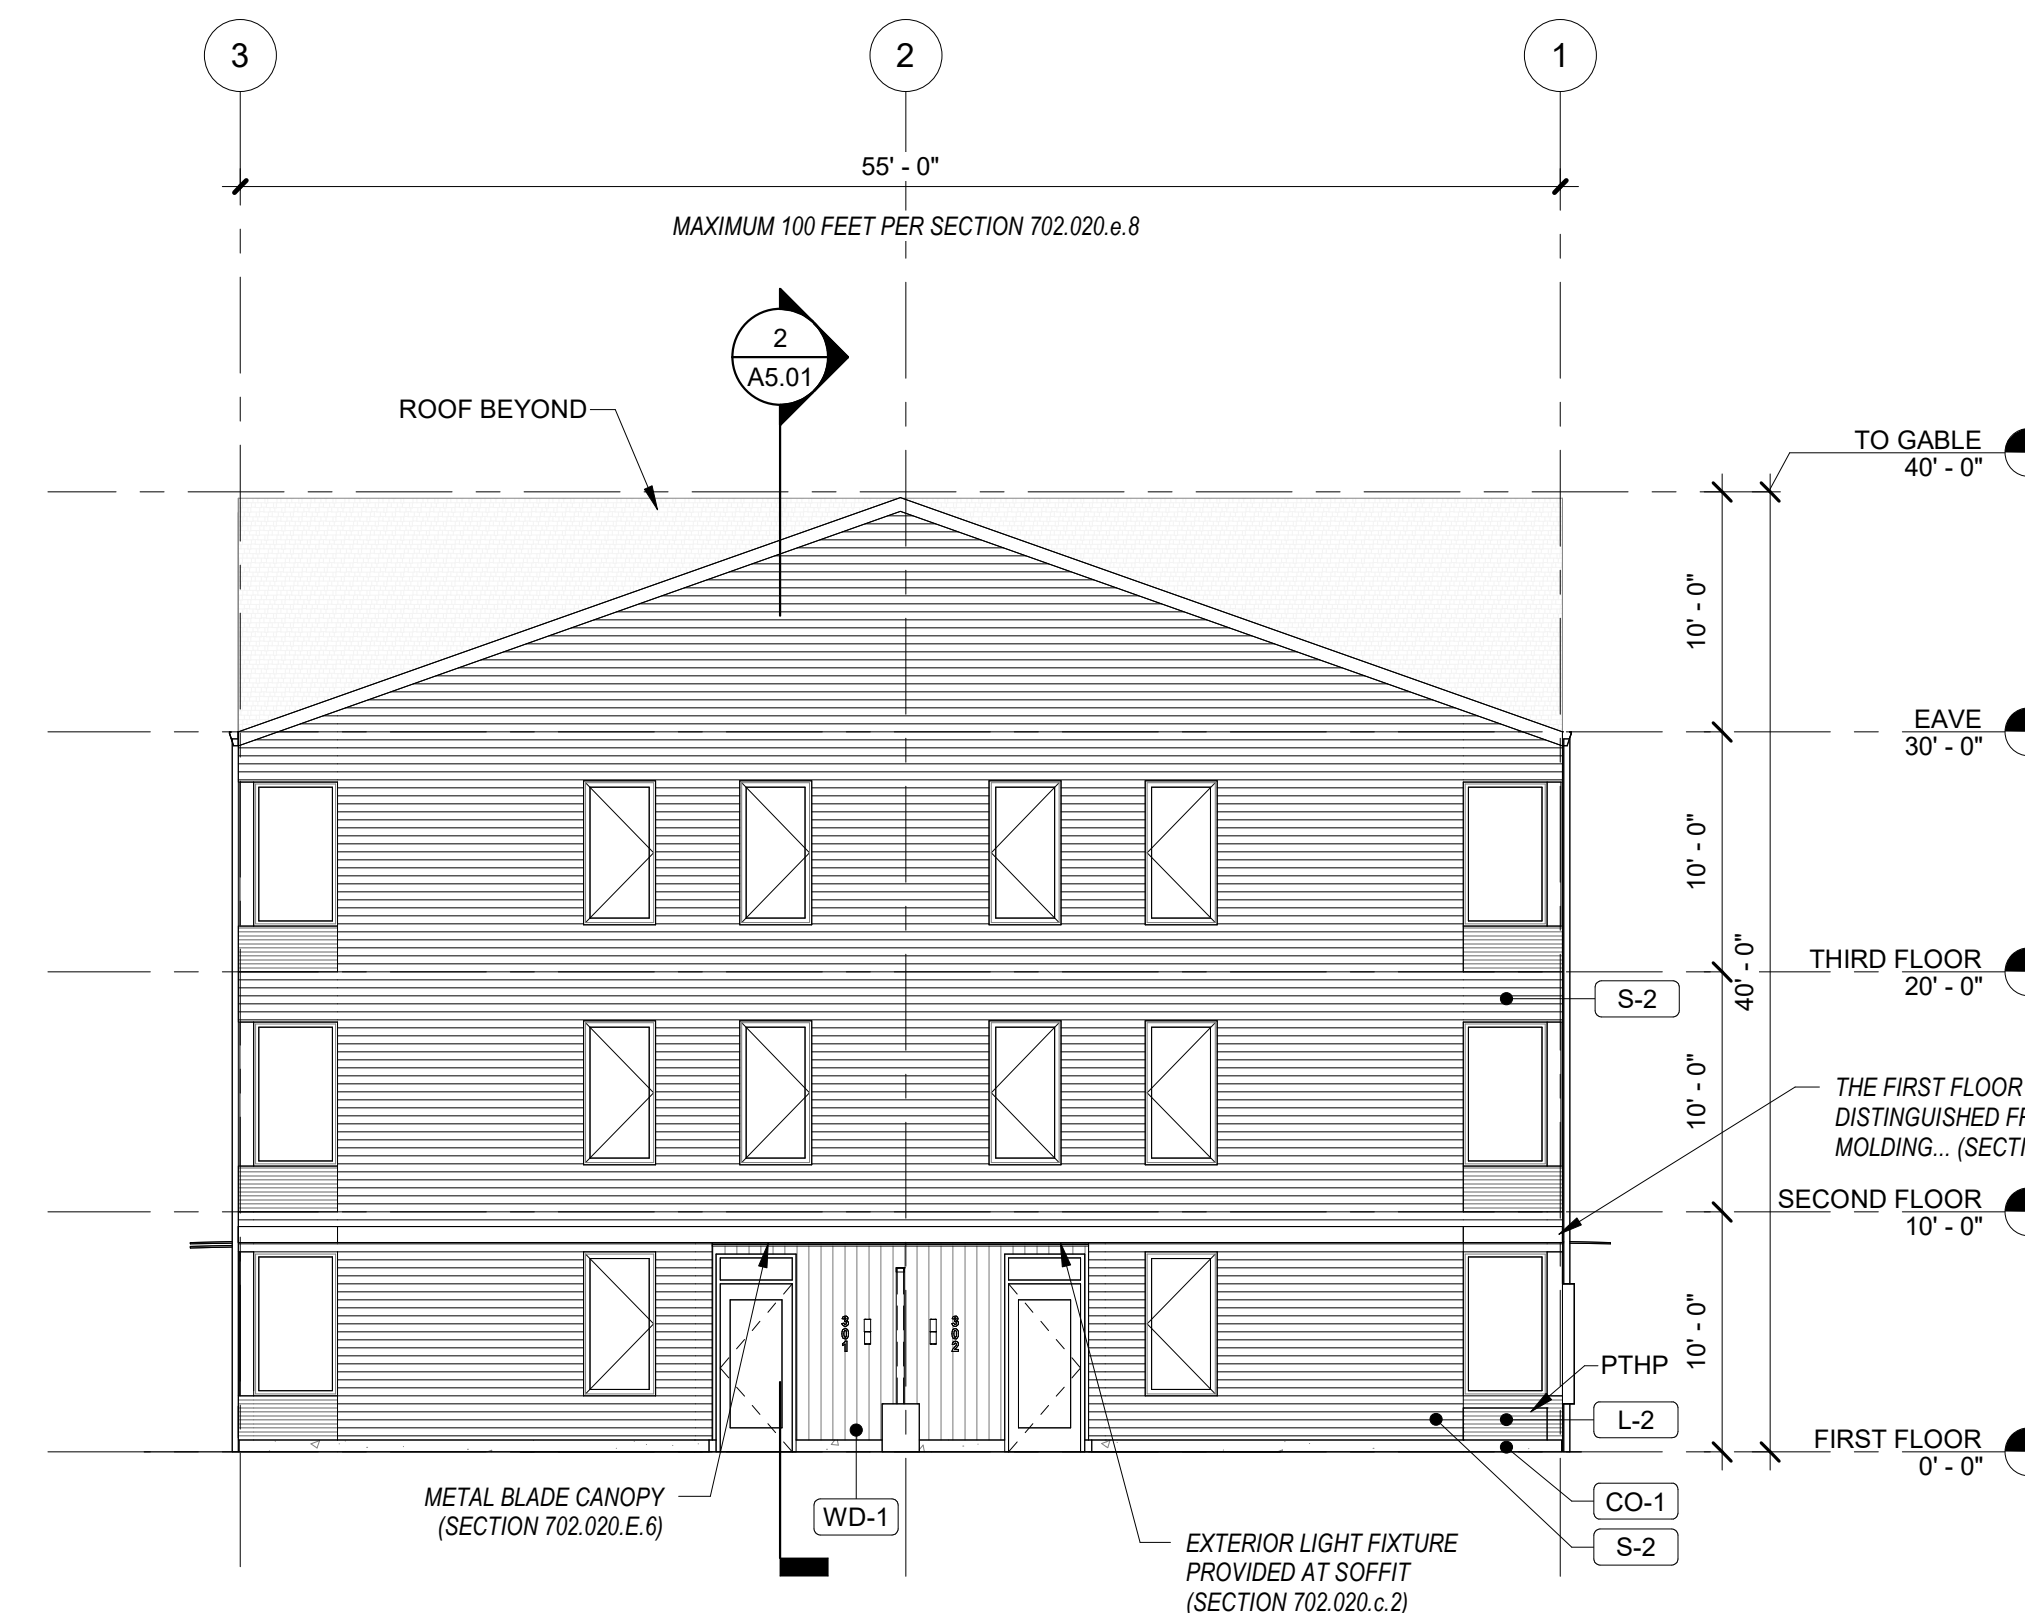 3
2
1
55' - 0"
MAXIMUM 100 FEET PER SECTION 702.020.e.8
2
A5.01
ROOF BEYOND
TO GABLE
40' - 0"
10' - 0"
EAVE
30' - 0"
10' - 0"
40' - 0"
THIRD FLOOR
20' - 0"
S-2
10' - 0"
THE FIRST FLOOR
DISTINGUISHED
MOLDING... (SECTI
SECOND FLOOR
10' - 0"
10' - 0"
PTHP
L-2
FIRST FLOOR
0' - 0"
METAL BLADE CANOPY
(SECTION 702.020.E.6)
WD-1
CO-1
S-2
EXTERIOR LIGHT FIXTURE
PROVIDED AT SOFFIT
(SECTION 702.020.c.2)